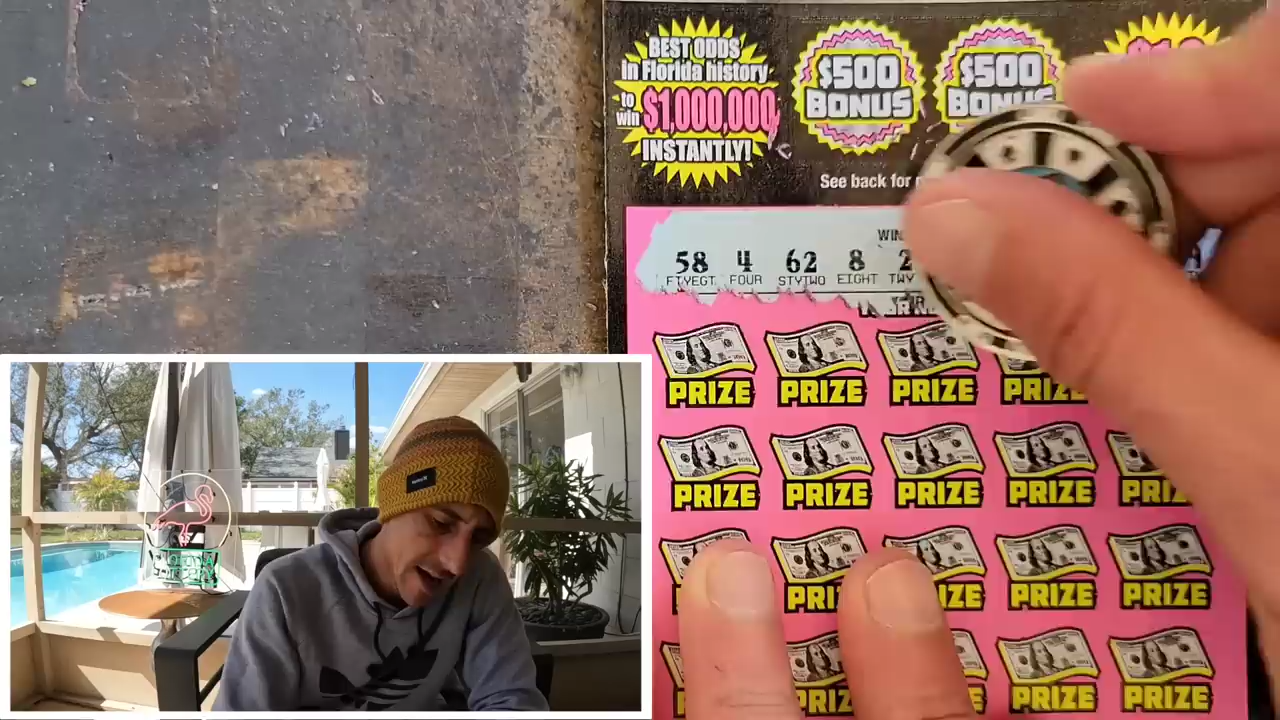 BEST ODDS
in Florida history
to win $1,000,000
INSTANTLY!
$500
BONUS
$500
BONUS
See back for
58 4 62 8
FTYEGT FOUR STYTWO EIGHT TWY
PRIZE PRIZE PRIZE PRIZE
PRIZE PRIZE PRIZE PRIZE
PRIZE PRIZE
PRIZE PRIZE